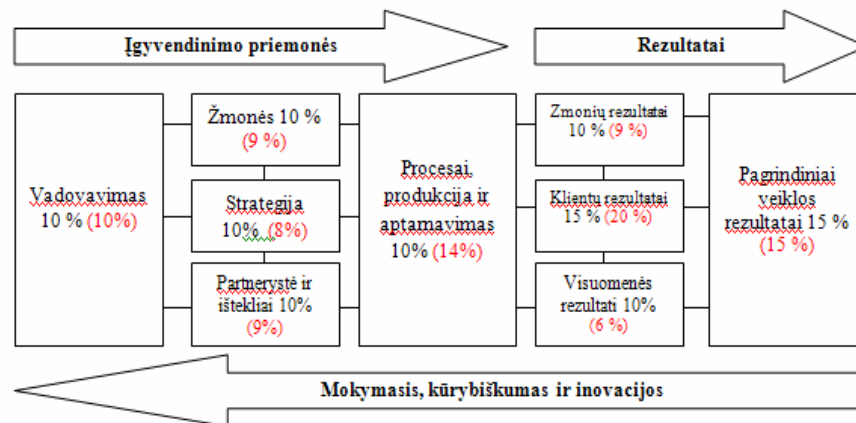 Įgyvendinimo priemonės
Rezultatai
Vadovavimas
10 % (10%)
Žmonės 10 %
(9 %)
Strategija
10% (8%)
Partnerystė ir
ištekliai 10%
(9%)
Procesai,
produkcija ir
aptarnavimas
10% (14%)
Zmonių rezultatai
10 % (9 %)
Klientų rezultatai
15 % (20 %)
Visuomenės
rezultati 10%
(6 %)
Pagrindiniai
veiklos
rezultatai 15 %
(15 %)
Mokymasis, kūrybiškumas ir inovacijos